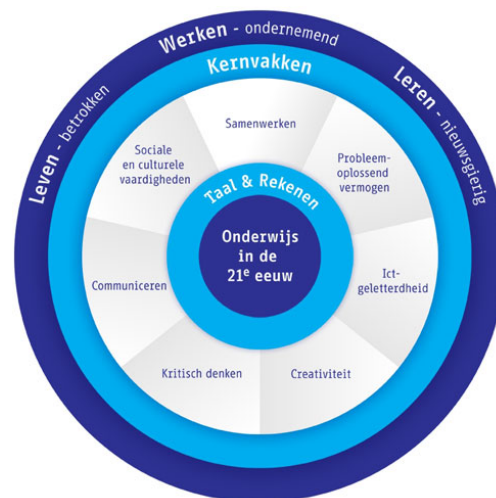 Werken - ondernemend
Leven - betrokken
Leren - nieuwsgierig
Kernvakken
Samenwerken
Sociale
en culturele
vaardigheden
Probleem-
oplossend
vermogen
Taal & Rekenen
Onderwijs
in de
21e eeuw
Communiceren
Ict-
geletterdheid
Kritisch denken
Creativiteit